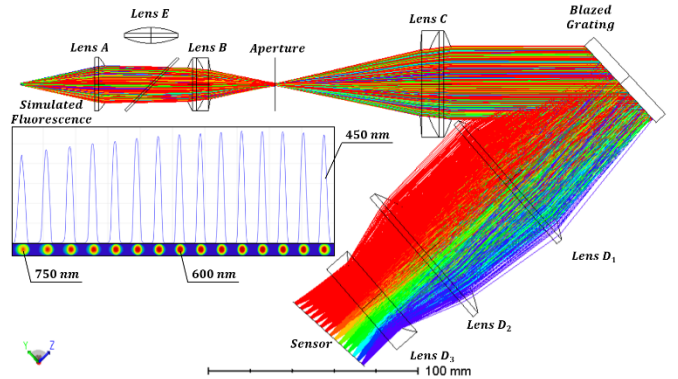 Lens E
Blazed
Grating
Lens A
Lens B
Aperture
Lens C
Simulated
Fluorescence
450 nm
750 nm
600 nm
Lens D1
Lens D2
Sensor
Lens D3
Y
Z
100 mm